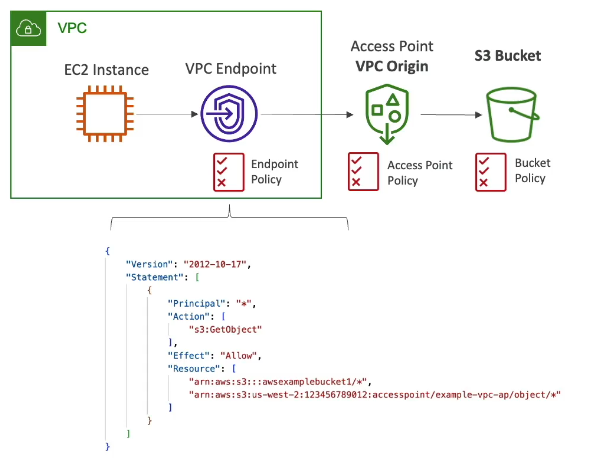 VPC
EC2 Instance
VPC Endpoint
Access Point
VPC Origin
S3 Bucket
Endpoint
Policy
Access Point
Policy
Bucket
Policy
{
    "Version": "2012-10-17",
    "Statement": [
        {
            "Principal": "*",
            "Action": [
                "s3:GetObject"
            ],
            "Effect": "Allow",
            "Resource": [
                "arn:aws:s3:::awsexamplebucket1/*",
                "arn:aws:s3:us-west-2:123456789012:accesspoint/example-vpc-ap/object/*"
            ]
        }
    ]
}